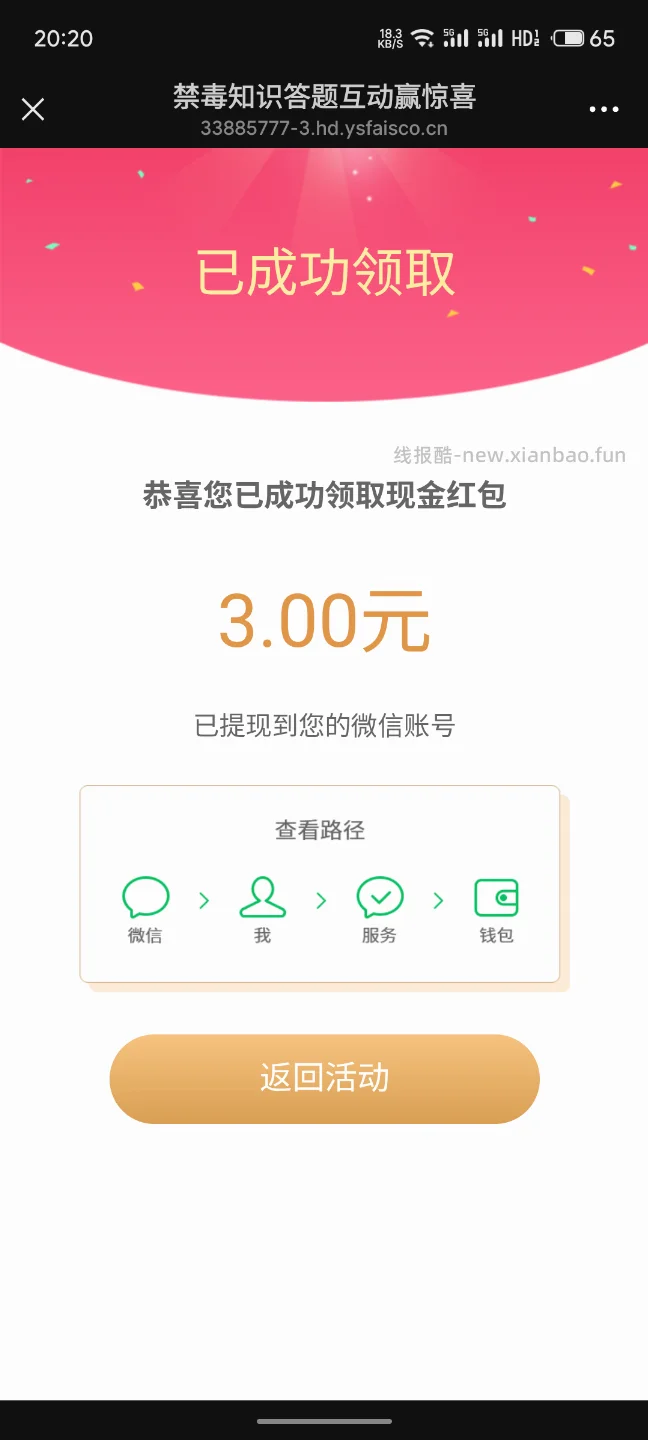 20:20
18.3 KB/S 5G 5G HD 1 2 65
禁毒知识答题互动赢惊喜
33885777-3.hd.ysfaisco.cn
已成功领取
线报酷-new.xianbao.fun
恭喜您已成功领取现金红包
3.00元
已提现到您的微信账号
查看路径
微信 我 服务 钱包
返回活动